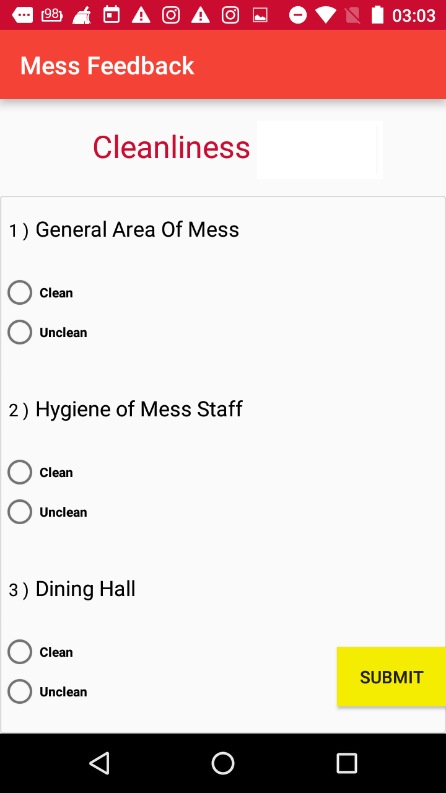 98 03:03
Mess Feedback
Cleanliness
1 ) General Area Of Mess
Clean
Unclean
2 ) Hygiene of Mess Staff
Clean
Unclean
3 ) Dining Hall
Clean
Unclean
SUBMIT